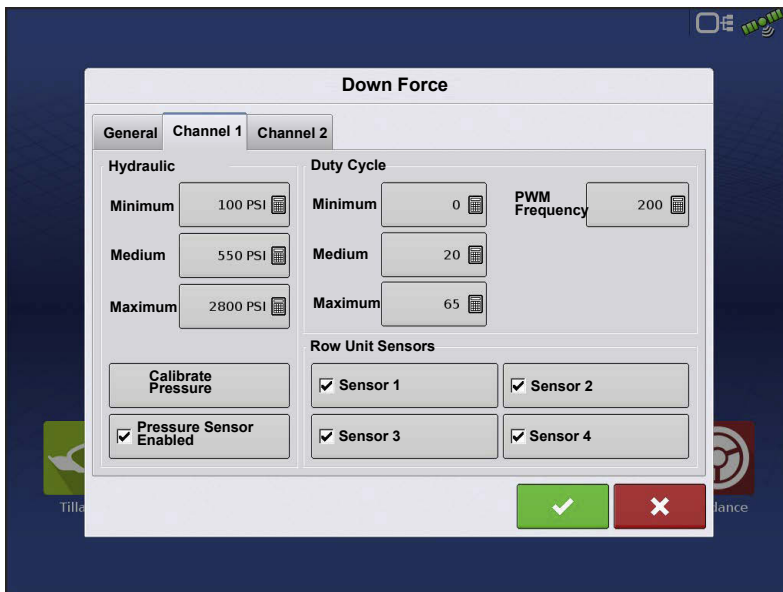 Down Force
General Channel 1 Channel 2
Hydraulic
Minimum 100 PSI
Medium 550 PSI
Maximum 2800 PSI
Calibrate
Pressure
Pressure Sensor
Enabled
Duty Cycle
Minimum 0
Medium 20
Maximum 65
PWM
Frequency 200
Row Unit Sensors
Sensor 1 Sensor 2
Sensor 3 Sensor 4
Tilla
dance